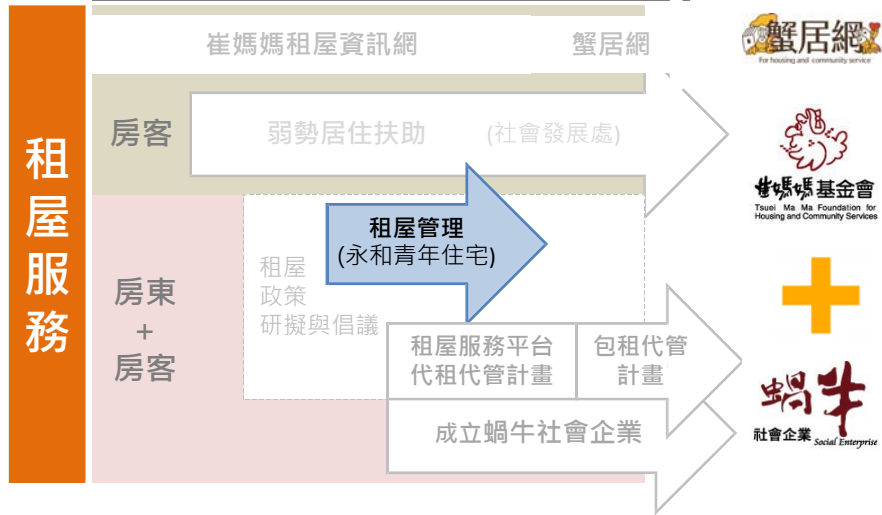 租屋服務
崔媽媽租屋資訊網
蟹居網
蟹居網
For housing and community service
房客
弱勢居住扶助
(社會發展處)
崔媽媽基金會
Tsuei Ma Ma Foundation for
Housing and Community Services
租屋管理
(永和青年住宅)
房東
+
房客
租屋
政策
研擬與倡議
租屋服務平台
代租代管計畫
包租代管
計畫
成立蝸牛社會企業
蝸牛
社會企業 Social Enterprise